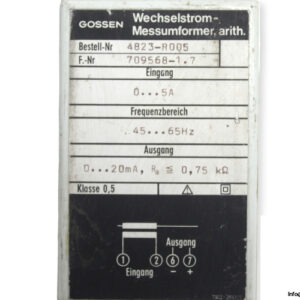 GOSSEN Wechselstrom-
Messumformer, arith.
Bestell-Nr 4823-R005
F.-Nr 709568-1.7
Eingang
0...5A
Frequenzbereich
45...65Hz
Ausgang
0...20mA, R_B ≦ 0,75 kΩ
Klasse 0,5
Ausgang
1 2 6 7
Eingang − +